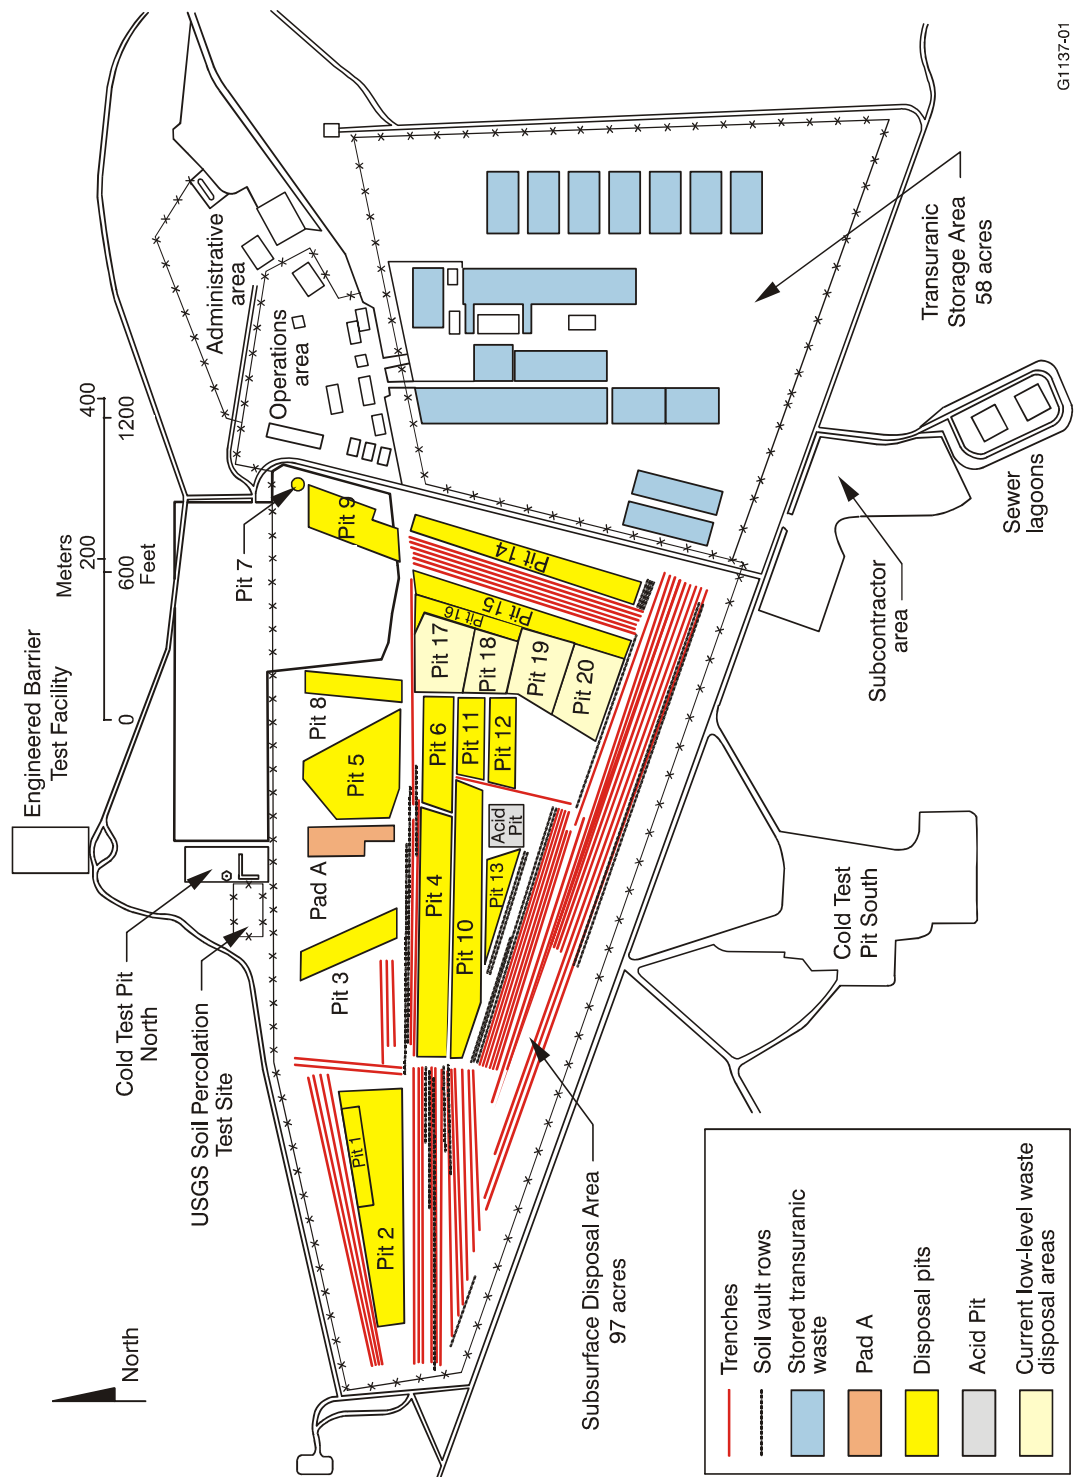 Engineered Barrier
Test Facility
Meters
0
200
400
0
600
1200
Feet
Cold Test Pit
North
USGS Soil Percolation
Test Site
North
Administrative
area
Operations
area
Pit 7
Pit 9
Pit 8
Pit 5
Pad A
Pit 3
Pit 1
Pit 2
Pit 4
Pit 6
Pit 10
Pit 11
Pit 12
Pit 13
Acid
Pit
Pit 14
Pit 15
Pit 16
Pit 17
Pit 18
Pit 19
Pit 20
Transuranic
Storage Area
58 acres
Subsurface Disposal Area
97 acres
Subcontractor
area
Sewer
lagoons
Cold Test
Pit South
Trenches
Soil vault rows
Stored transuranic
waste
Pad A
Disposal pits
Acid Pit
Current low-level waste
disposal areas
G1137-01